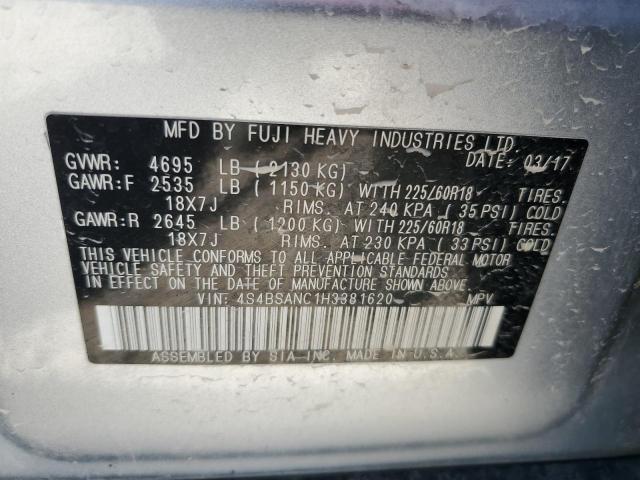 MFD BY FUJI HEAVY INDUSTRIES LTD.
GVWR: 4695 LB ( 2130 KG) DATE: 03/17
GAWR:F 2535 LB ( 1150 KG) WITH 225/60R18 TIRES.
18X7J RIMS. AT 240 KPA ( 35 PSI) COLD
GAWR:R 2645 LB ( 1200 KG) WITH 225/60R18 TIRES.
18X7J RIMS. AT 230 KPA ( 33 PSI) COLD
THIS VEHICLE CONFORMS TO ALL APPLICABLE FEDERAL MOTOR
VEHICLE SAFETY AND THEFT PREVENTION STANDARDS
IN EFFECT ON THE DATE OF MANUFACTURE SHOWN ABOVE.
VIN: 4S4BSANC1H3381620 MPV
ASSEMBLED BY SIA-INC. MADE IN U.S.A.